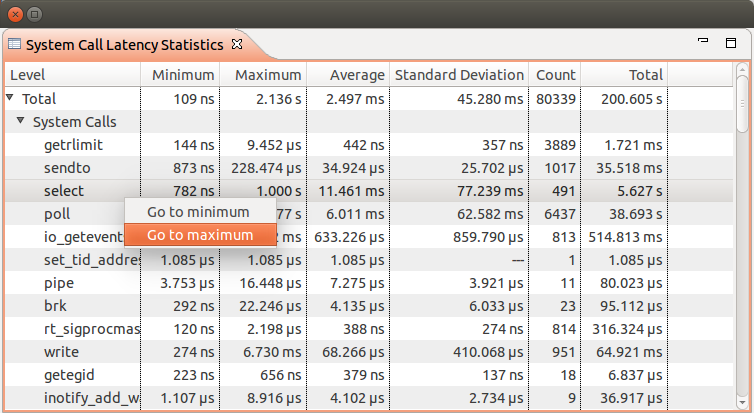 System Call Latency Statistics
Level Minimum Maximum Average Standard Deviation Count Total
Total 109 ns 2.136 s 2.497 ms 45.280 ms 80339 200.605 s
System Calls
getrlimit 144 ns 9.452 µs 442 ns 357 ns 3889 1.721 ms
sendto 873 ns 228.474 µs 34.924 µs 25.702 µs 1017 35.518 ms
select 782 ns 1.000 s 11.461 ms 77.239 ms 491 5.627 s
Go to minimum
poll 77 s 6.011 ms 62.582 ms 6437 38.693 s
Go to maximum
io_getevent ms 633.226 µs 859.790 µs 813 514.813 ms
set_tid_addre 1.085 µs 1.085 µs 1.085 µs --- 1 1.085 µs
pipe 3.753 µs 16.448 µs 7.275 µs 3.921 µs 11 80.023 µs
brk 292 ns 22.246 µs 4.135 µs 6.033 µs 23 95.112 µs
rt_sigprocmas 120 ns 2.198 µs 388 ns 274 ns 814 316.324 µs
write 274 ns 6.730 ms 68.266 µs 410.068 µs 951 64.921 ms
getegid 223 ns 656 ns 379 ns 137 ns 18 6.837 µs
inotify_add_w 1.107 µs 8.916 µs 4.102 µs 2.734 µs 9 36.917 µs